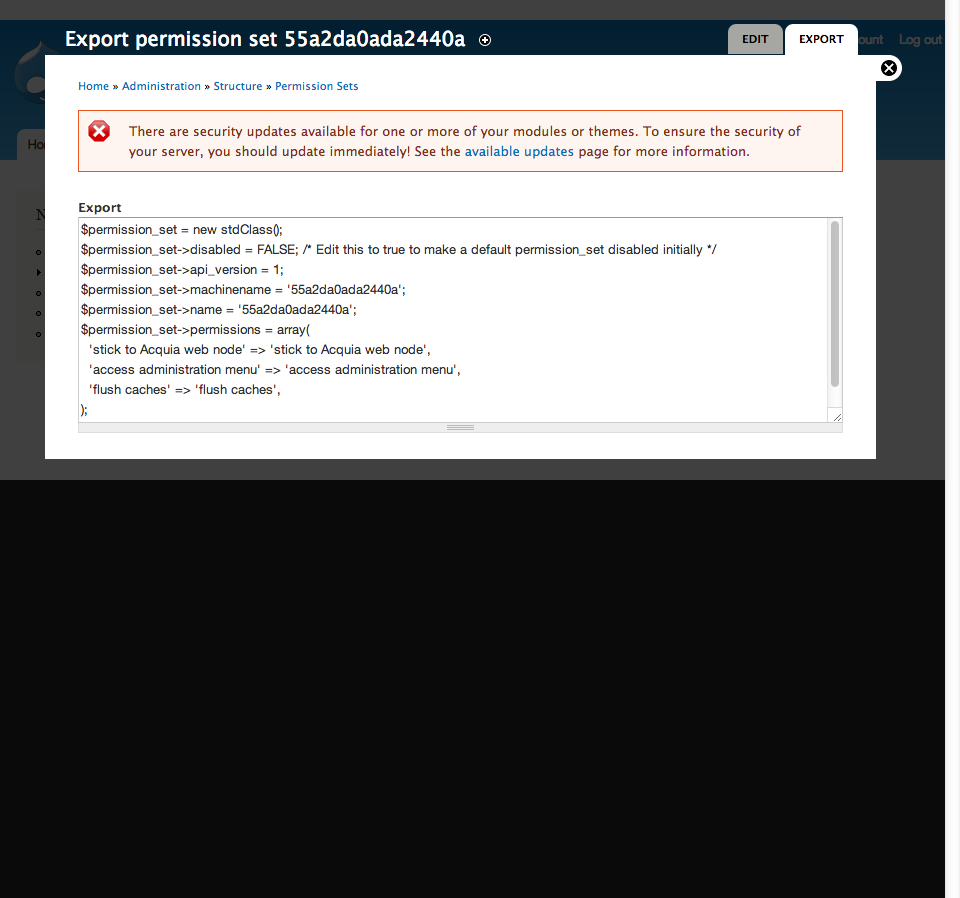 Export permission set 55a2da0ada2440a
EDIT
EXPORT
ount
Log out
Home » Administration » Structure » Permission Sets
There are security updates available for one or more of your modules or themes. To ensure the security of
your server, you should update immediately! See the available updates page for more information.
Ho
N
Export
$permission_set = new stdClass();
$permission_set->disabled = FALSE; /* Edit this to true to make a default permission_set disabled initially */
$permission_set->api_version = 1;
$permission_set->machinename = '55a2da0ada2440a';
$permission_set->name = '55a2da0ada2440a';
$permission_set->permissions = array(
'stick to Acquia web node' => 'stick to Acquia web node',
'access administration menu' => 'access administration menu',
'flush caches' => 'flush caches',
);